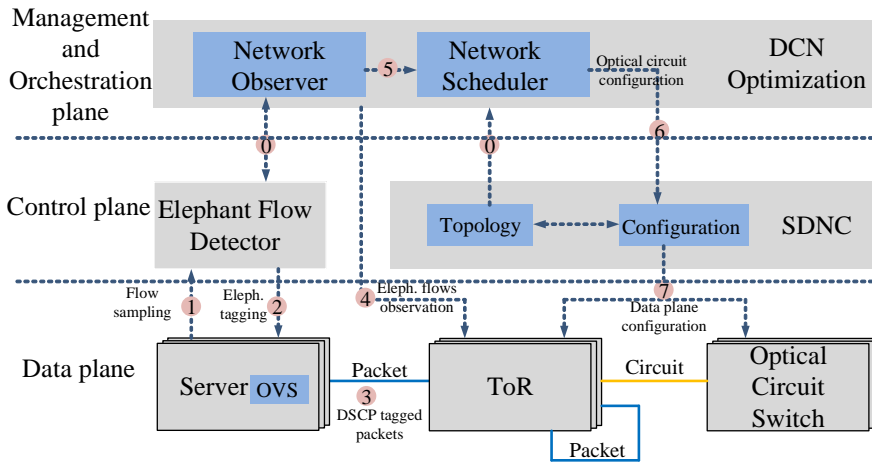 Management
and
Orchestration
plane
Network
Observer
5
Network
Scheduler
Optical circuit
configuration
DCN
Optimization
0
0
6
Control plane
Elephant Flow
Detector
Topology
Configuration
SDNC
Flow
sampling
1
Eleph.
tagging
2
4
Eleph. flows
observation
7
Data plane
configuration
Data plane
Server
OVS
Packet
3
DSCP tagged
packets
ToR
Circuit
Optical
Circuit
Switch
Packet